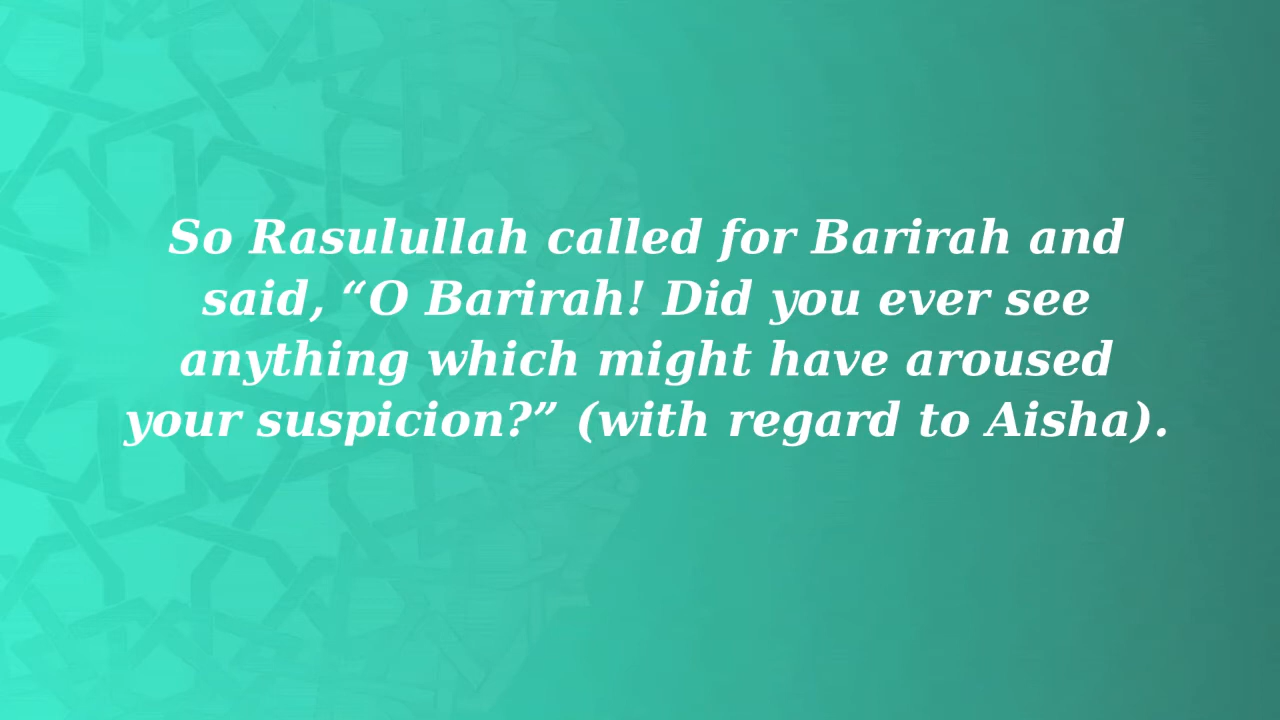 So Rasulullah called for Barirah and
said, “O Barirah! Did you ever see
anything which might have aroused
your suspicion?” (with regard to Aisha).